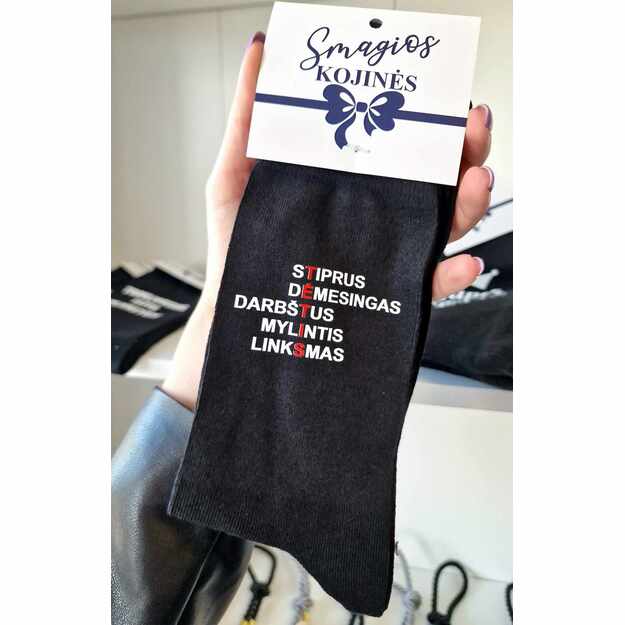 Smagios
KOJINĖS
STIPRUS
DĖMESINGAS
DARBŠTUS
MYLINTIS
LINKSMAS